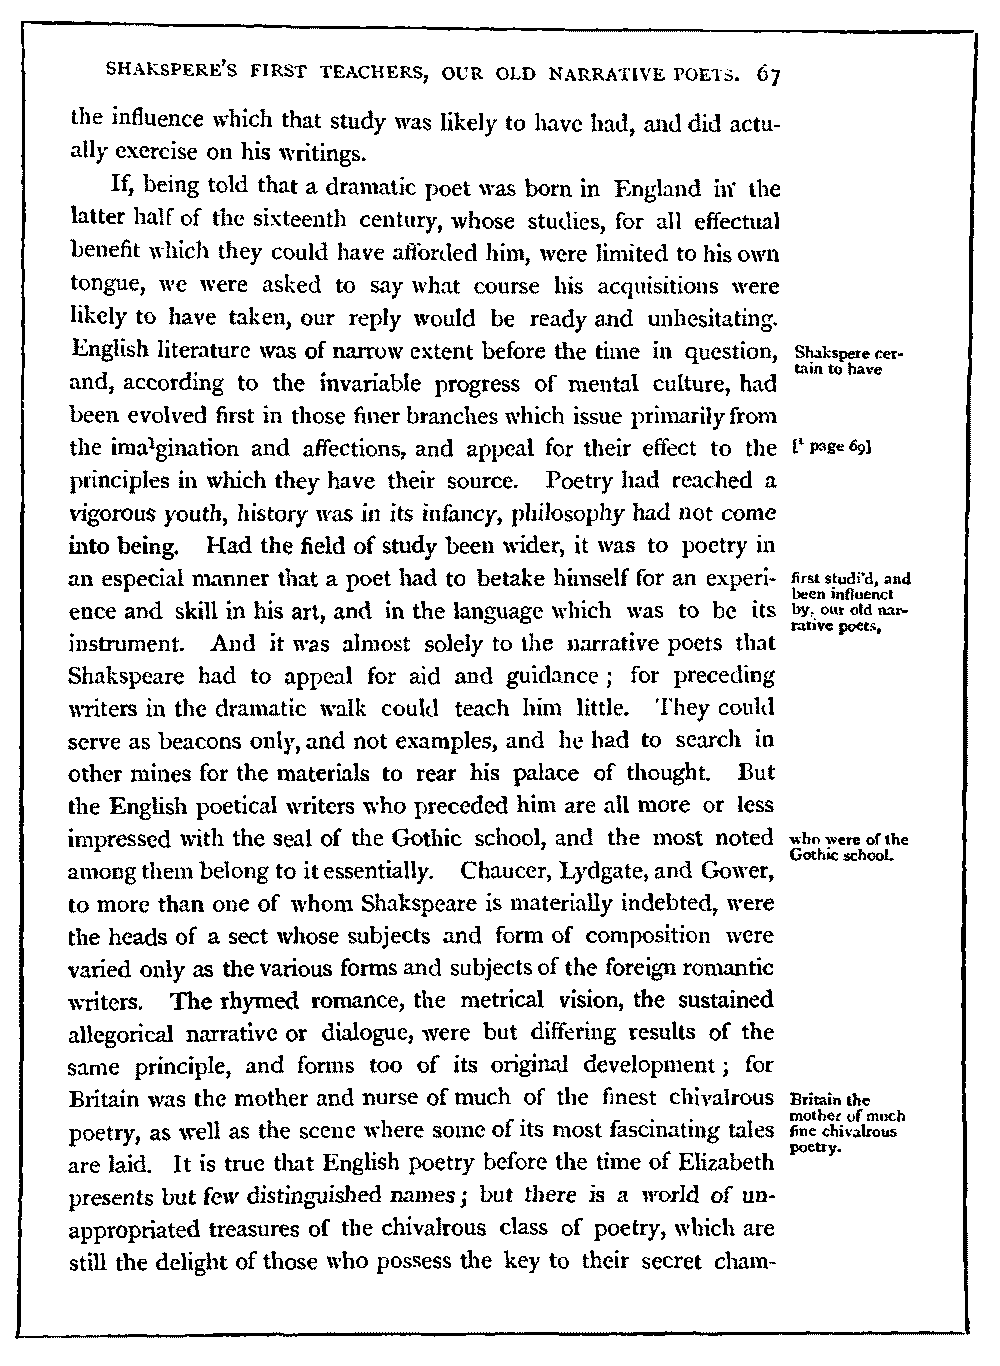 SHAKSPERE'S FIRST TEACHERS, OUR OLD NARRATIVE POETS. 67
the influence which that study was likely to have had, and did actu-
ally exercise on his writings.
If, being told that a dramatic poet was born in England in the
latter half of the sixteenth century, whose studies, for all effectual
benefit which they could have afforded him, were limited to his own
tongue, we were asked to say what course his acquisitions were
likely to have taken, our reply would be ready and unhesitating.
English literature was of narrow extent before the time in question,
Shakspere cer-
tain to have
and, according to the invariable progress of mental culture, had
been evolved first in those finer branches which issue primarily from
the ima¹gination and affections, and appeal for their effect to the
[¹ page 69]
principles in which they have their source. Poetry had reached a
vigorous youth, history was in its infancy, philosophy had not come
into being. Had the field of study been wider, it was to poetry in
an especial manner that a poet had to betake himself for an experi-
first studi'd, and
been influenct
ence and skill in his art, and in the language which was to be its
by, our old nar-
rative poets,
instrument. And it was almost solely to the narrative poets that
Shakspeare had to appeal for aid and guidance ; for preceding
writers in the dramatic walk could teach him little. They could
serve as beacons only, and not examples, and he had to search in
other mines for the materials to rear his palace of thought. But
the English poetical writers who preceded him are all more or less
impressed with the seal of the Gothic school, and the most noted
who were of the
Gothic school.
among them belong to it essentially. Chaucer, Lydgate, and Gower,
to more than one of whom Shakspeare is materially indebted, were
the heads of a sect whose subjects and form of composition were
varied only as the various forms and subjects of the foreign romantic
writers. The rhymed romance, the metrical vision, the sustained
allegorical narrative or dialogue, were but differing results of the
same principle, and forms too of its original development ; for
Britain was the mother and nurse of much of the finest chivalrous
Britain the
mother of much
poetry, as well as the scene where some of its most fascinating tales
fine chivalrous
poetry.
are laid. It is true that English poetry before the time of Elizabeth
presents but few distinguished names ; but there is a world of un-
appropriated treasures of the chivalrous class of poetry, which are
still the delight of those who possess the key to their secret cham-